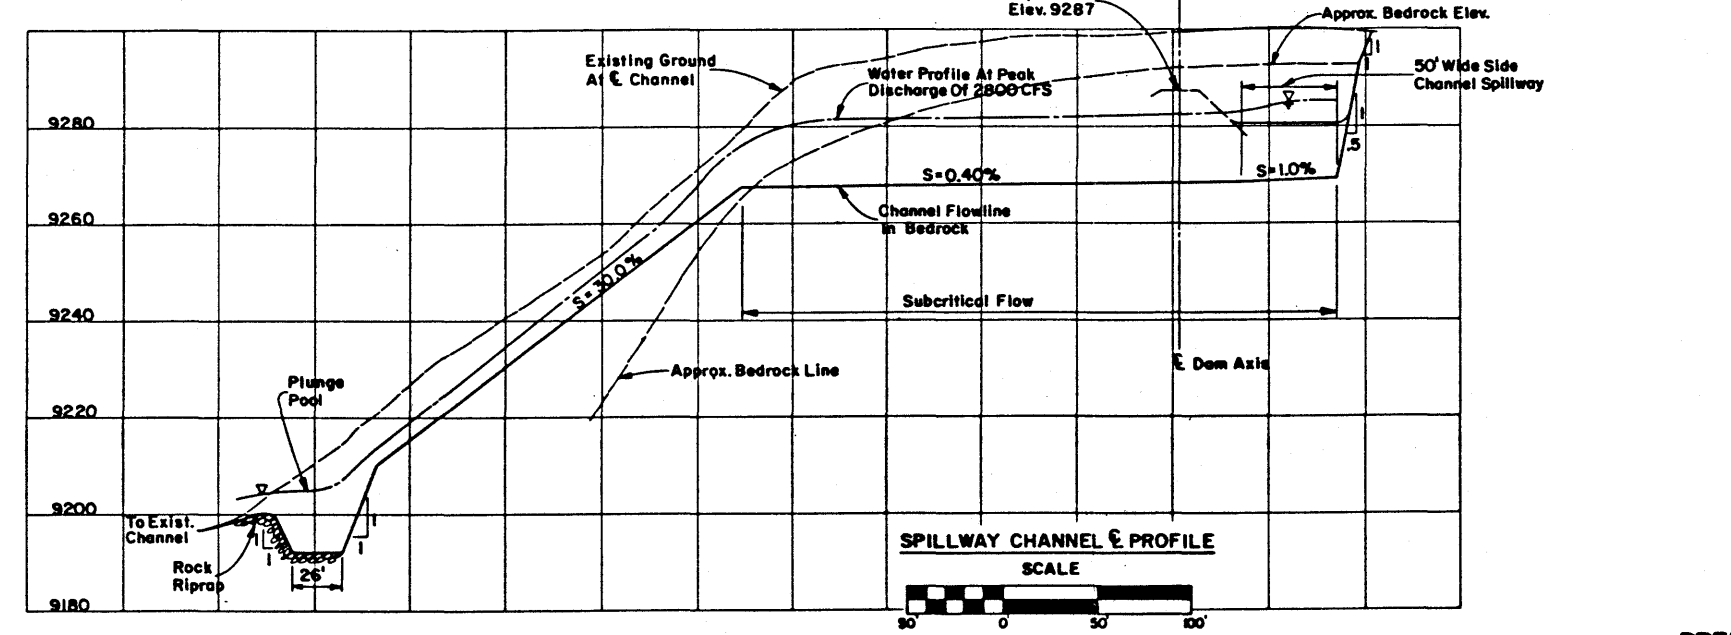 Elev. 9287
Approx. Bedrock Elev.
Existing Ground
At ℄ Channel
Water Profile At Peak
Discharge Of 2800 CFS
50' Wide Side
Channel Spillway
1
1
9280
1
.5
S=0.40%
S=1.0%
Channel Flowline
In Bedrock
9260
S=30.0%
Subcritical Flow
9240
℄ Dam Axis
Approx. Bedrock Line
Plunge
Pool
9220
9200
To Exist.
Channel
1
1
1
1
Rock
Riprap
26'
SPILLWAY CHANNEL ℄ PROFILE
SCALE
9180
50'
0'
50'
100'